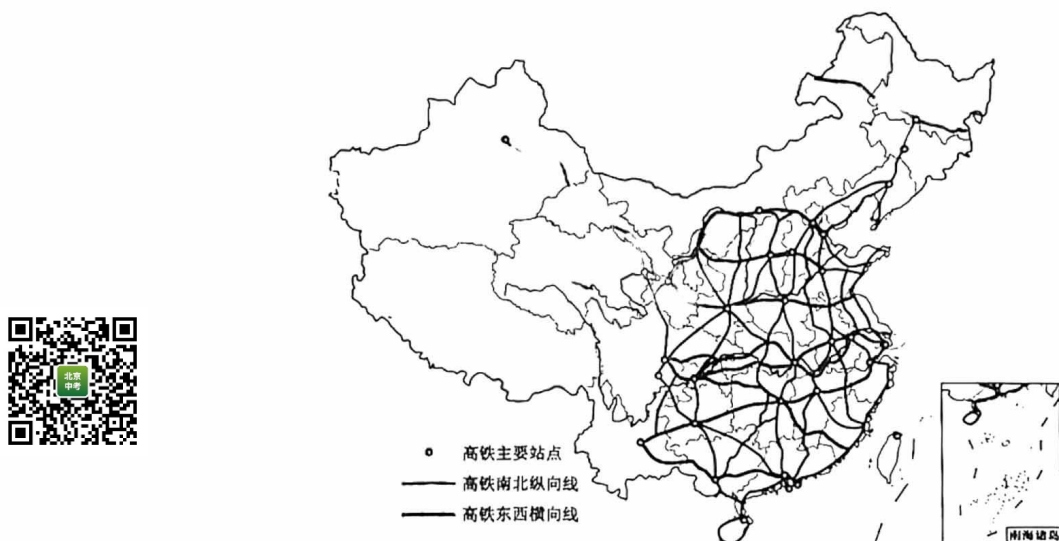 北京
中考
高铁主要站点
高铁南北纵向线
高铁东西横向线
南海诸岛